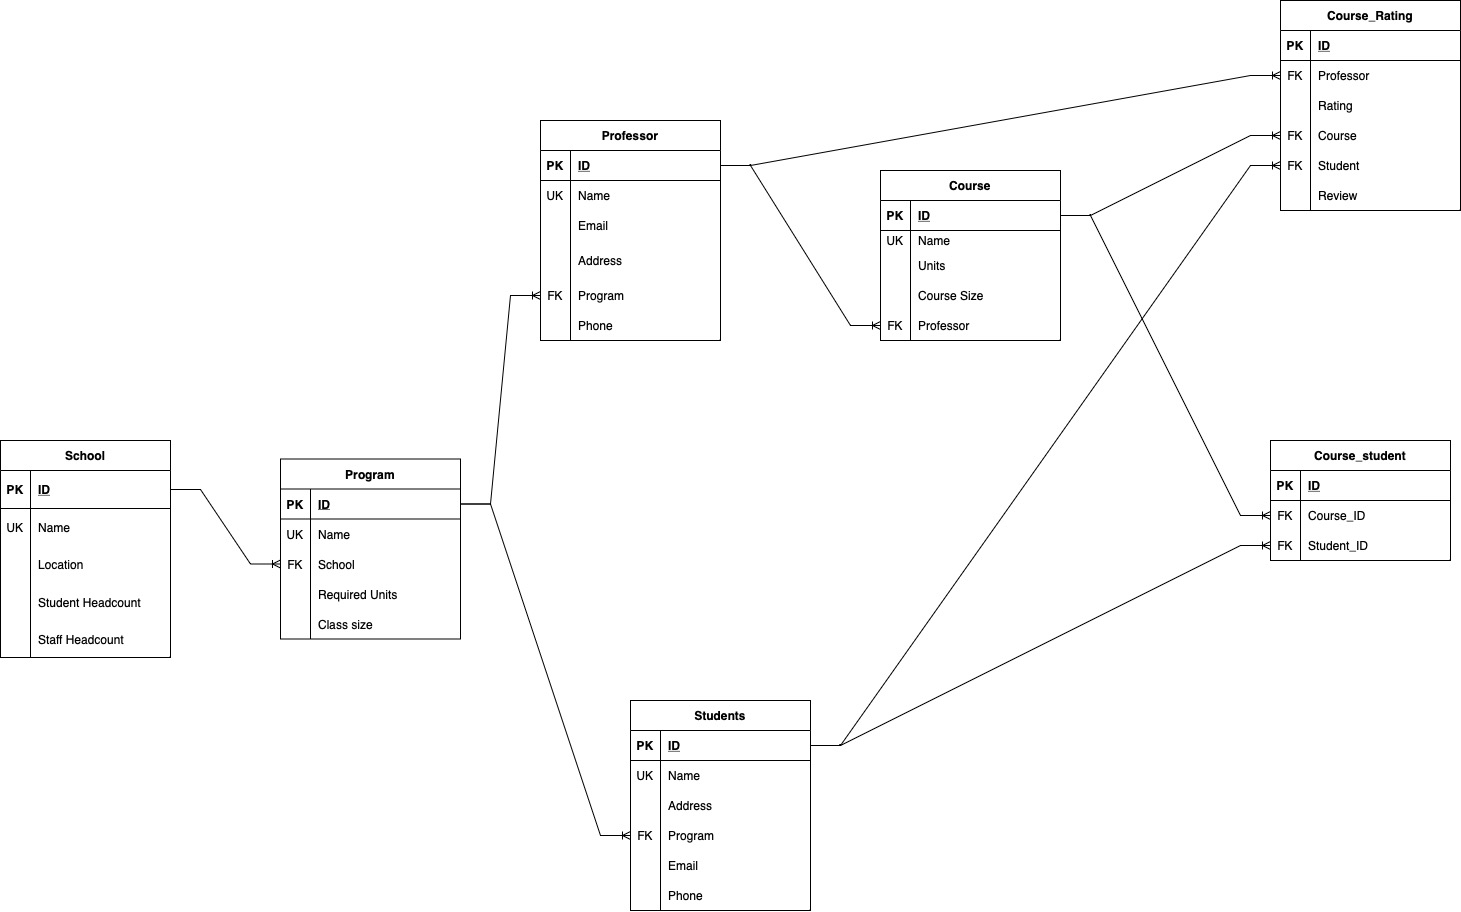 Course_Rating
PK ID
FK Professor
Rating
FK Course
FK Student
Review
Professor
PK ID
UK Name
Email
Address
FK Program
Phone
Course
PK ID
UK Name
Units
Course Size
FK Professor
School
PK ID
UK Name
Location
Student Headcount
Staff Headcount
Program
PK ID
UK Name
FK School
Required Units
Class size
Course_student
PK ID
FK Course_ID
FK Student_ID
Students
PK ID
UK Name
Address
FK Program
Email
Phone